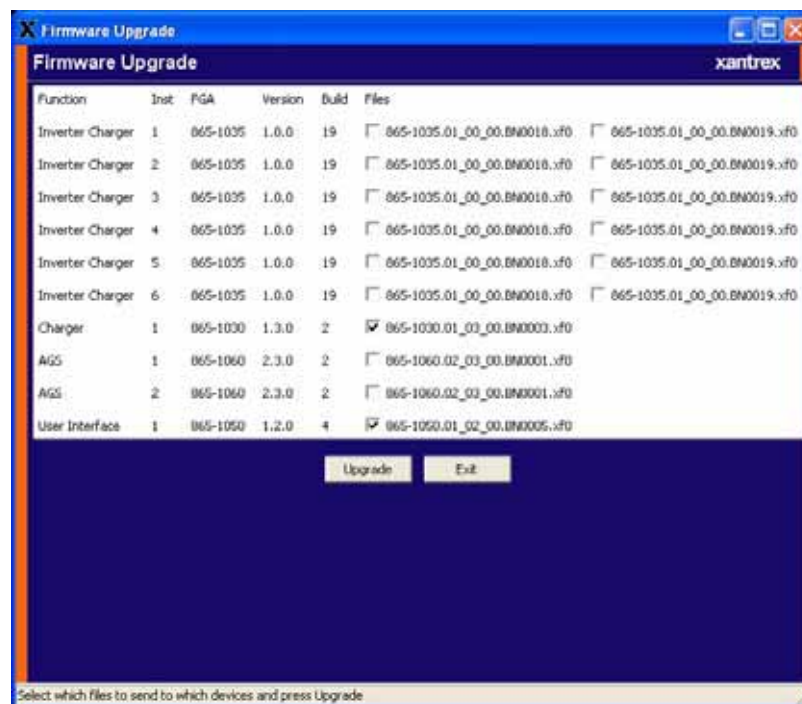 X Firmware Upgrade
Firmware Upgrade xantrex
Function Inst FGA Version Build Files
Inverter Charger 1 865-1035 1.0.0 19 865-1035.01_00_00.BN0018.xf0 865-1035.01_00_00.BN0019.xf0
Inverter Charger 2 865-1035 1.0.0 19 865-1035.01_00_00.BN0018.xf0 865-1035.01_00_00.BN0019.xf0
Inverter Charger 3 865-1035 1.0.0 19 865-1035.01_00_00.BN0018.xf0 865-1035.01_00_00.BN0019.xf0
Inverter Charger 4 865-1035 1.0.0 19 865-1035.01_00_00.BN0018.xf0 865-1035.01_00_00.BN0019.xf0
Inverter Charger 5 865-1035 1.0.0 19 865-1035.01_00_00.BN0018.xf0 865-1035.01_00_00.BN0019.xf0
Inverter Charger 6 865-1035 1.0.0 19 865-1035.01_00_00.BN0018.xf0 865-1035.01_00_00.BN0019.xf0
Charger 1 865-1030 1.3.0 2 865-1030.01_03_00.BN0003.xf0
AGS 1 865-1060 2.3.0 2 865-1060.02_03_00.BN0001.xf0
AGS 2 865-1060 2.3.0 2 865-1060.02_03_00.BN0001.xf0
User Interface 1 865-1050 1.2.0 4 865-1050.01_02_00.BN0005.xf0
Upgrade Exit
Select which files to send to which devices and press Upgrade